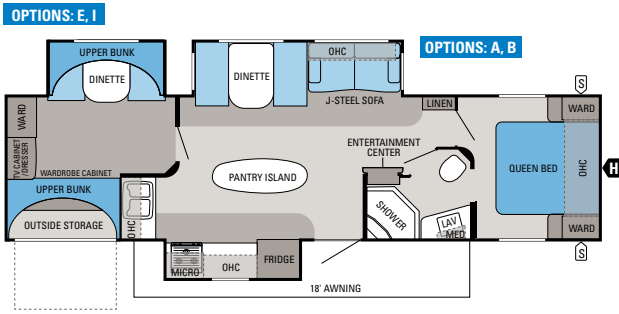 OPTIONS: E, I
UPPER BUNK
DINETTE
DINETTE
OHC
OPTIONS: A, B
J-STEEL SOFA
LINEN
S
WARD
WARD
TV CABINET
/DRESSER
WARDROBE CABINET
ENTERTAINMENT
CENTER
PANTRY ISLAND
QUEEN BED
OHC
H
UPPER BUNK
OUTSIDE STORAGE
OHC
SHOWER
LAV
MED
WARD
S
MICRO
OHC
FRIDGE
18' AWNING